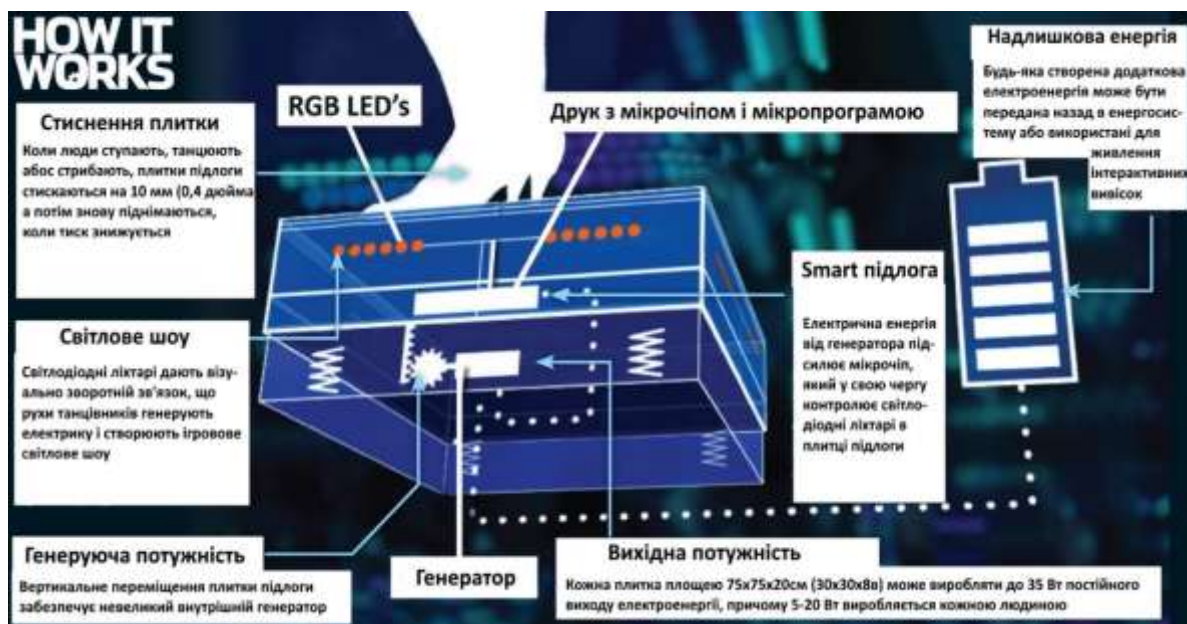 HOW IT
WORKS
Стиснення плитки
Коли люди ступають, танцюють
абос стрибають, плитки підлоги
стискаються на 10 мм (0,4 дюйма
а потім знову піднімаються,
коли тиск знижується
RGB LED's
Друк з мікрочіпом і мікропрограмою
Надлишкова енергія
Будь-яка створена додаткова
електроенергія може бути
передана назад в енергосис-
тему або використані для
живлення
інтерактивних
вивісок
Smart підлога
Електрична енергія
від генератора під-
силює мікрочіп,
який у свою чергу
контролює світло-
діодні ліхтарі в
плитці підлоги
Світлове шоу
Світлодіодні ліхтарі дають візу-
ально зворотній зв'язок, що
рухи танцівників генерують
електрику і створюють ігровове
світлове шоу
Генеруюча потужність
Вертикальне переміщення плитки підлоги
забезпечує невеликий внутрішній генератор
Генератор
Вихідна потужність
Кожна плитка площею 75х75х20см (30х30х8в) може виробляти до 35 Вт постійного
виходу електроенергії, причому 5-20 Вт виробляється кожною людиною